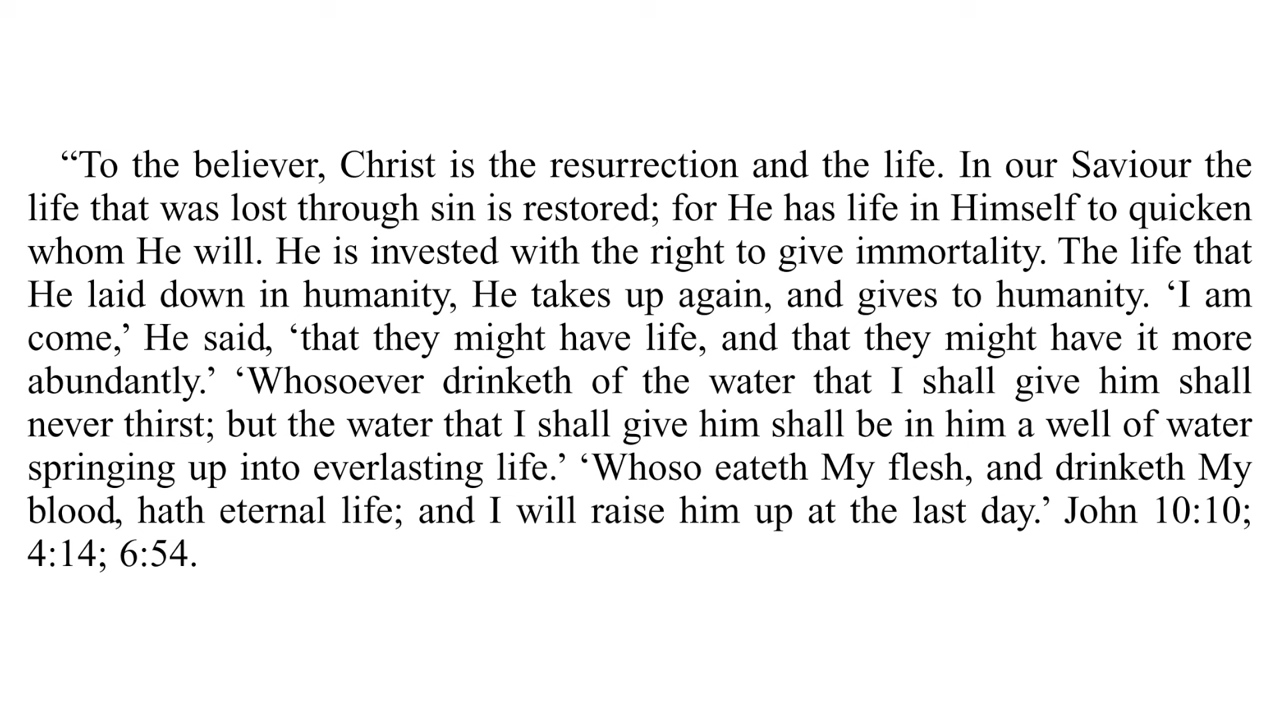 “To the believer, Christ is the resurrection and the life. In our Saviour the
life that was lost through sin is restored; for He has life in Himself to quicken
whom He will. He is invested with the right to give immortality. The life that
He laid down in humanity, He takes up again, and gives to humanity. ‘I am
come,’ He said, ‘that they might have life, and that they might have it more
abundantly.’ ‘Whosoever drinketh of the water that I shall give him shall
never thirst; but the water that I shall give him shall be in him a well of water
springing up into everlasting life.’ ‘Whoso eateth My flesh, and drinketh My
blood, hath eternal life; and I will raise him up at the last day.’ John 10:10;
4:14; 6:54.